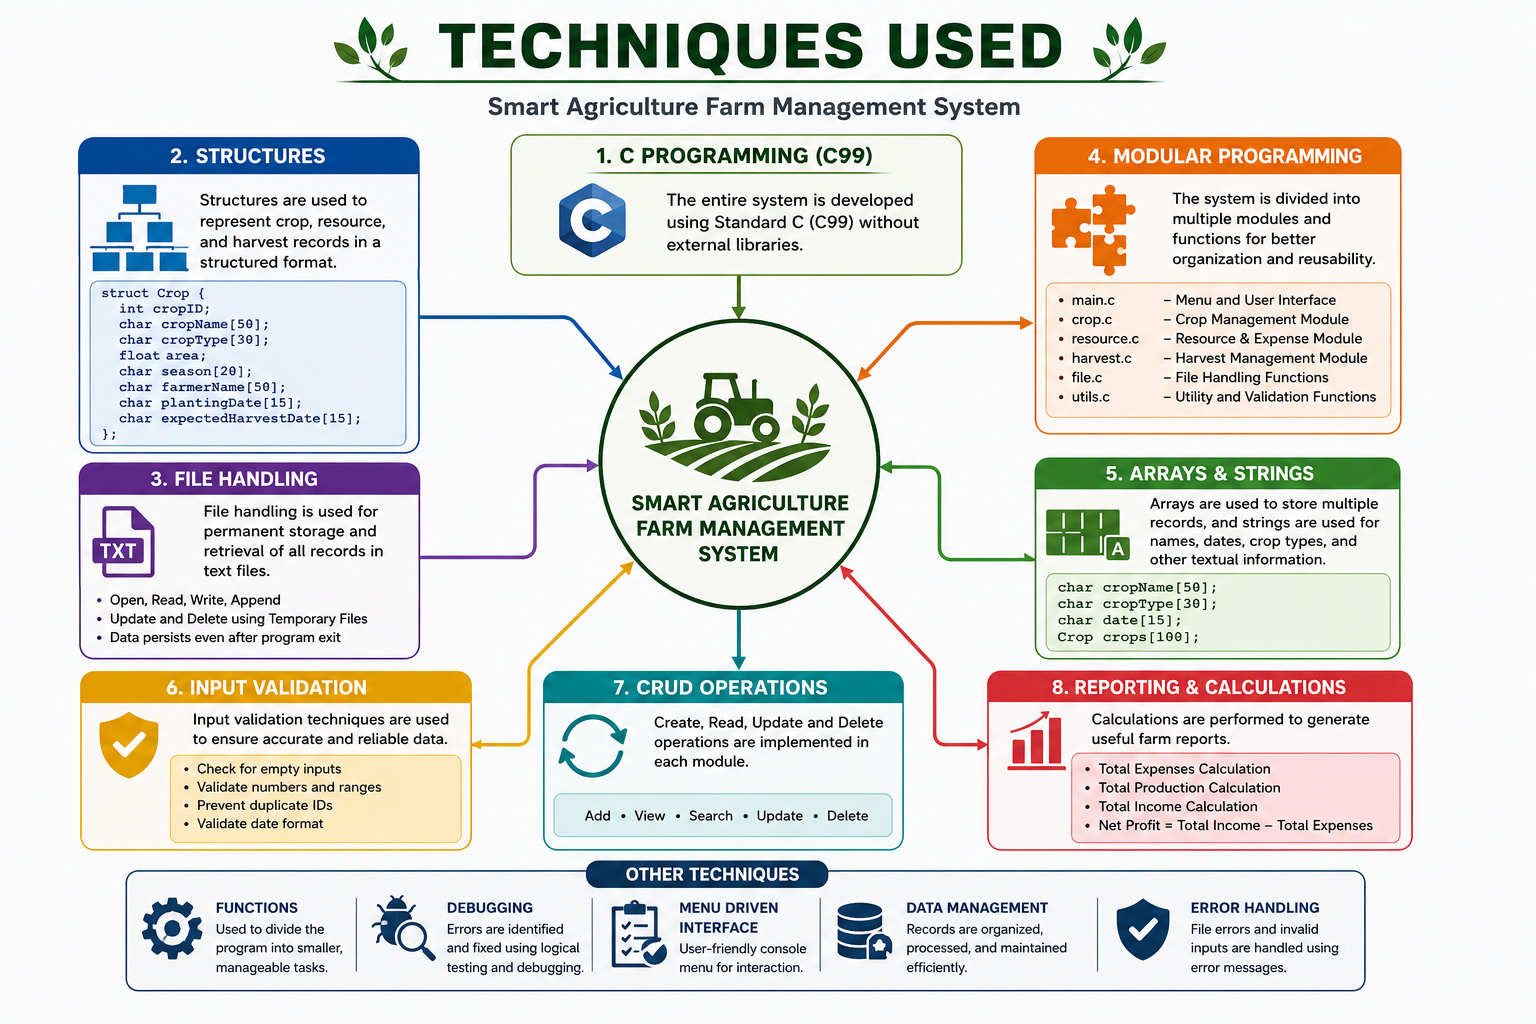 TECHNIQUES USED
Smart Agriculture Farm Management System
1. C PROGRAMMING (C99)
C
The entire system is developed
using Standard C (C99) without
external libraries.
2. STRUCTURES
Structures are used to
represent crop, resource,
and harvest records in a
structured format.
struct Crop {
int cropID;
char cropName[50];
char cropType[30];
float area;
char season[20];
char farmerName[50];
char plantingDate[15];
char expectedHarvestDate[15];
};
3. FILE HANDLING
TXT
File handling is used for
permanent storage and
retrieval of all records in
text files.
• Open, Read, Write, Append
• Update and Delete using Temporary Files
• Data persists even after program exit
4. MODULAR PROGRAMMING
The system is divided into
multiple modules and
functions for better
organization and reusability.
• main.c – Menu and User Interface
• crop.c – Crop Management Module
• resource.c – Resource & Expense Module
• harvest.c – Harvest Management Module
• file.c – File Handling Functions
• utils.c – Utility and Validation Functions
SMART AGRICULTURE
FARM MANAGEMENT
SYSTEM
5. ARRAYS & STRINGS
A
Arrays are used to store multiple
records, and strings are used for
names, dates, crop types, and
other textual information.
char cropName[50];
char cropType[30];
char date[15];
Crop crops[100];
6. INPUT VALIDATION
Input validation techniques are used
to ensure accurate and reliable data.
• Check for empty inputs
• Validate numbers and ranges
• Prevent duplicate IDs
• Validate date format
7. CRUD OPERATIONS
Create, Read, Update and Delete
operations are implemented in
each module.
Add • View • Search • Update • Delete
8. REPORTING & CALCULATIONS
Calculations are performed to generate
useful farm reports.
• Total Expenses Calculation
• Total Production Calculation
• Total Income Calculation
• Net Profit = Total Income – Total Expenses
OTHER TECHNIQUES
FUNCTIONS
Used to divide the
program into smaller,
manageable tasks.
DEBUGGING
Errors are identified
and fixed using logical
testing and debugging.
MENU DRIVEN
INTERFACE
User-friendly console
menu for interaction.
DATA MANAGEMENT
Records are organized,
processed, and maintained
efficiently.
ERROR HANDLING
File errors and invalid
inputs are handled using
error messages.